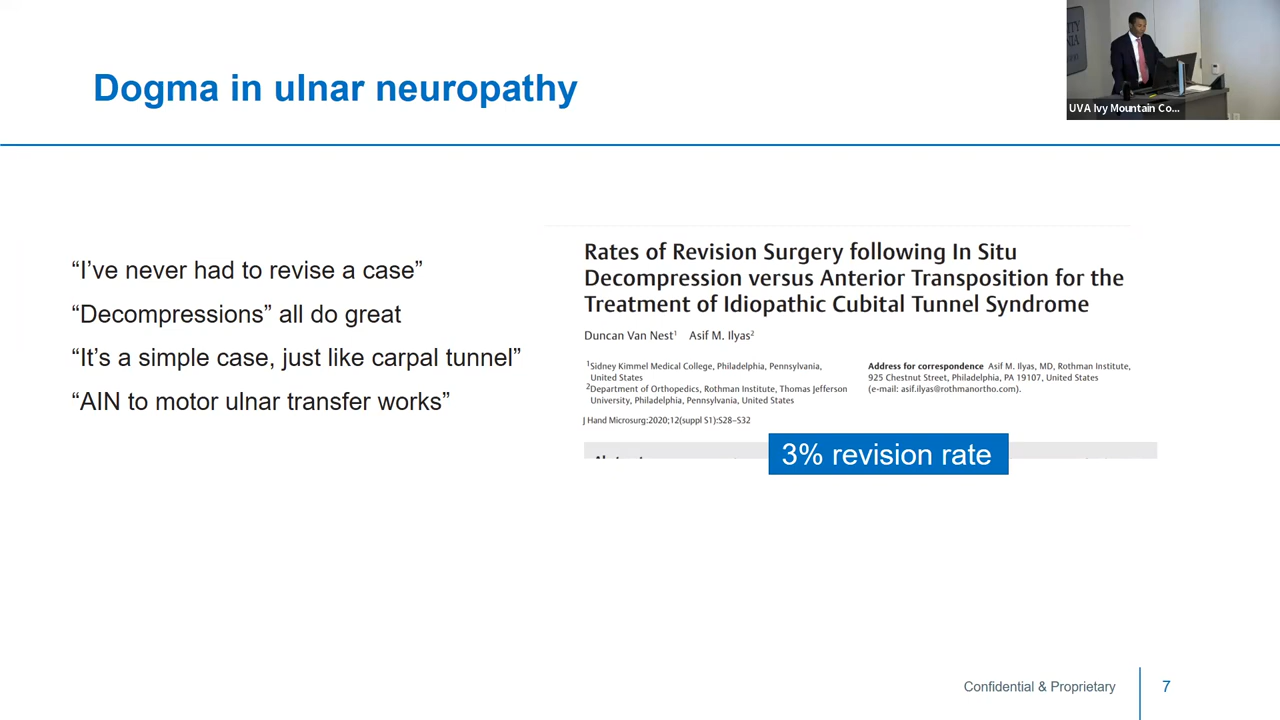 UVA Ivy Mountain Co...
Dogma in ulnar neuropathy
“I’ve never had to revise a case”
“Decompressions” all do great
“It’s a simple case, just like carpal tunnel”
“AIN to motor ulnar transfer works”
Rates of Revision Surgery following In Situ
Decompression versus Anterior Transposition for the
Treatment of Idiopathic Cubital Tunnel Syndrome
Duncan Van Nest1 Asif M. Ilyas2
1Sidney Kimmel Medical College, Philadelphia, Pennsylvania,
United States
2Department of Orthopedics, Rothman Institute, Thomas Jefferson
University, Philadelphia, Pennsylvania, United States
Address for correspondence Asif M. Ilyas, MD, Rothman Institute,
925 Chestnut Street, Philadelphia, PA 19107, United States
(e-mail: asif.ilyas@rothmanortho.com).
J Hand Microsurg:2020;12(suppl S1):S28–S32
3% revision rate
Confidential & Proprietary
7